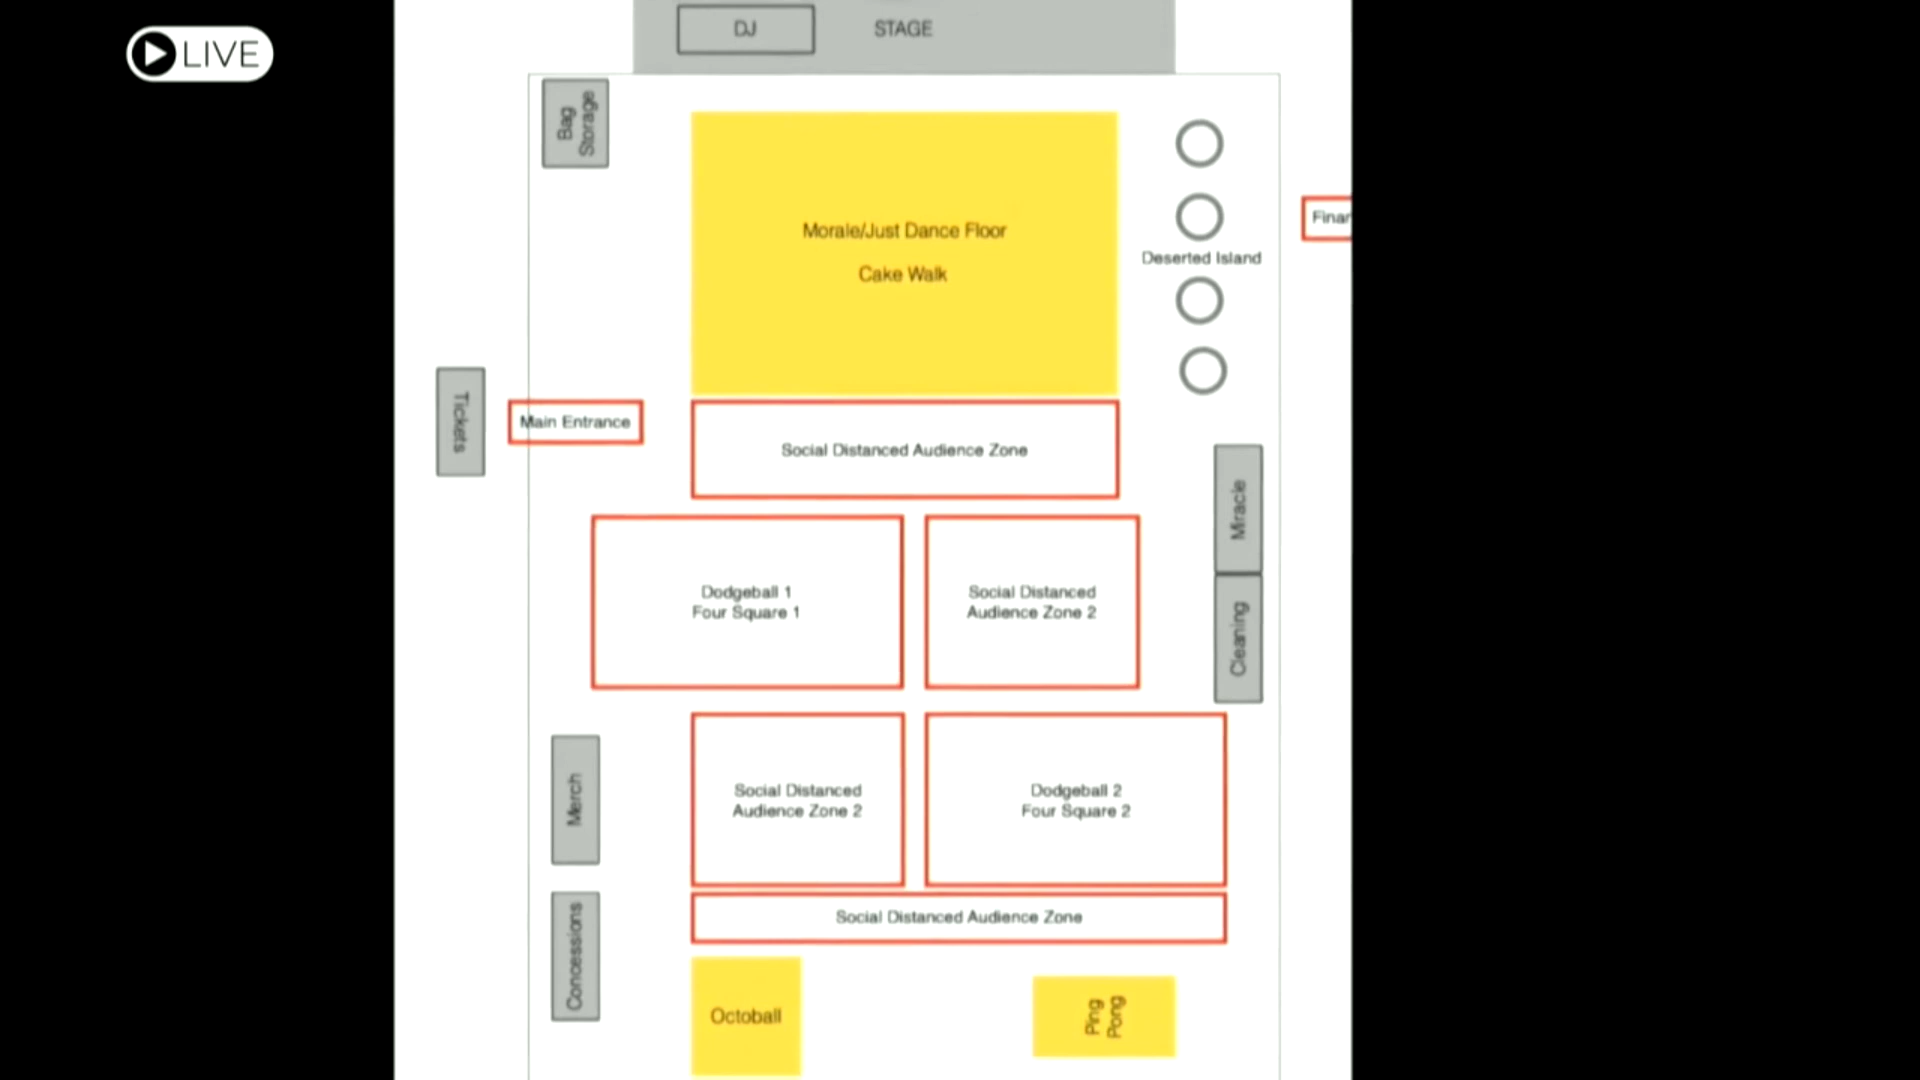 LIVE
DJ
STAGE
Bag
Storage
Morale/Just Dance Floor
Cake Walk
Deserted Island
Tickets
Main Entrance
Social Distanced Audience Zone
Miracle
Dodgeball 1
Four Square 1
Social Distanced
Audience Zone 2
Cleaning
Merch
Social Distanced
Audience Zone 2
Dodgeball 2
Four Square 2
Concessions
Social Distanced Audience Zone
Octoball
Ping
Pong